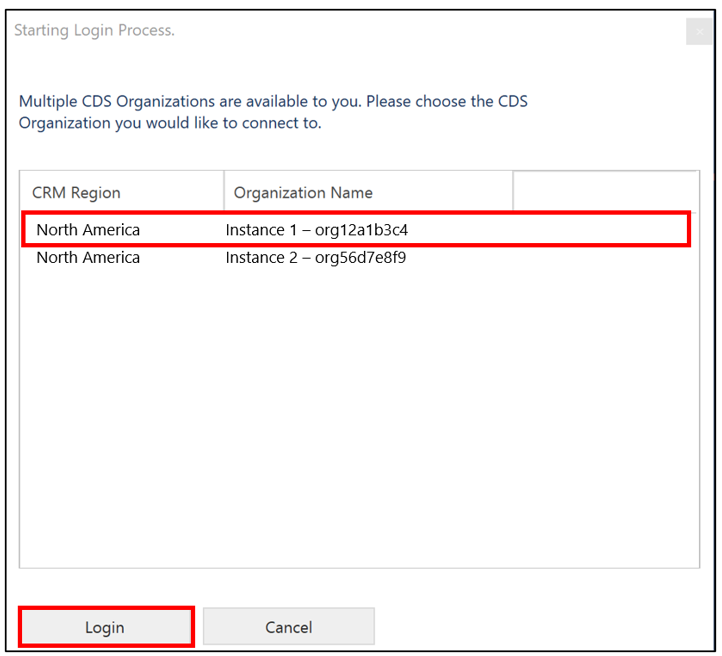 Starting Login Process.
Multiple CDS Organizations are available to you. Please choose the CDS
Organization you would like to connect to.
CRM Region Organization Name
North America Instance 1 – org12a1b3c4
North America Instance 2 – org56d7e8f9
Login Cancel